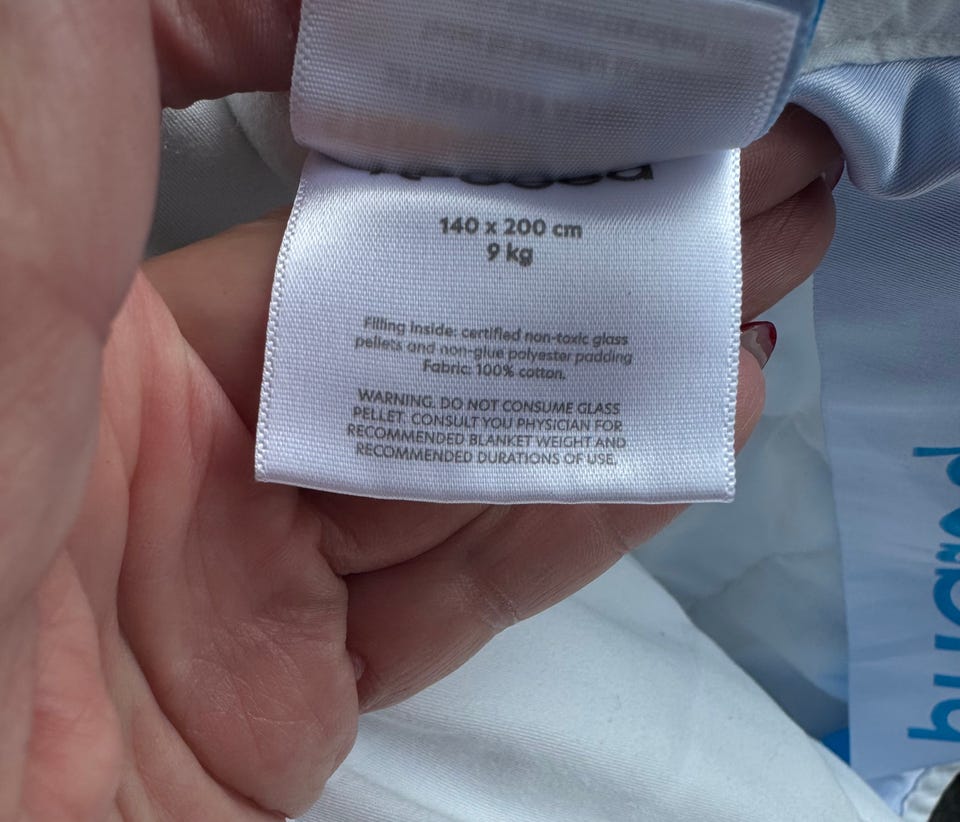 140 x 200 cm
9 kg
Filling Inside: certified non-toxic glass
pellets and non-glue polyester padding
Fabric: 100% cotton.
WARNING. DO NOT CONSUME GLASS
PELLET. CONSULT YOU PHYSICIAN FOR
RECOMMENDED BLANKET WEIGHT AND
RECOMMENDED DURATIONS OF USE.